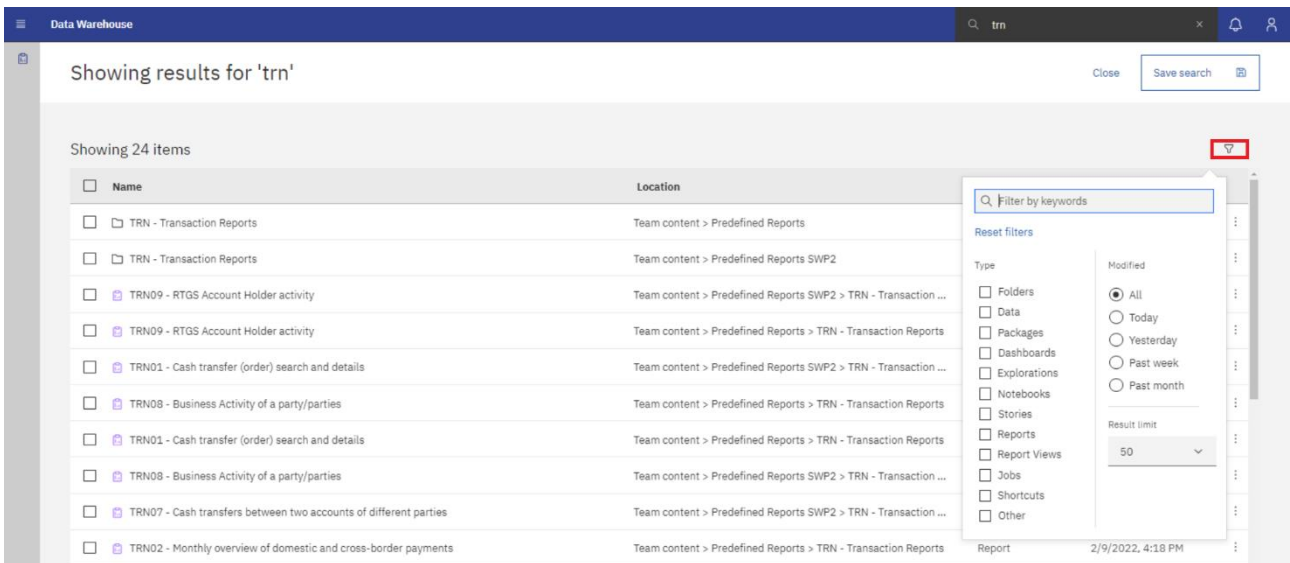 Data Warehouse
trn
Showing results for 'trn'
Close
Save search
Showing 24 items
Name
Location
TRN - Transaction Reports
Team content > Predefined Reports
TRN - Transaction Reports
Team content > Predefined Reports SWP2
TRN09 - RTGS Account Holder activity
Team content > Predefined Reports SWP2 > TRN - Transaction ...
TRN09 - RTGS Account Holder activity
Team content > Predefined Reports > TRN - Transaction Reports
TRN01 - Cash transfer (order) search and details
Team content > Predefined Reports SWP2 > TRN - Transaction ...
TRN08 - Business Activity of a party/parties
Team content > Predefined Reports > TRN - Transaction Reports
TRN01 - Cash transfer (order) search and details
Team content > Predefined Reports > TRN - Transaction Reports
TRN08 - Business Activity of a party/parties
Team content > Predefined Reports SWP2 > TRN - Transaction ...
TRN07 - Cash transfers between two accounts of different parties
Team content > Predefined Reports SWP2 > TRN - Transaction ...
TRN02 - Monthly overview of domestic and cross-border payments
Team content > Predefined Reports > TRN - Transaction Reports
Report
2/9/2022, 4:18 PM
Filter by keywords
Reset filters
Type
Folders
Data
Packages
Dashboards
Explorations
Notebooks
Stories
Reports
Report Views
Jobs
Shortcuts
Other
Modified
All
Today
Yesterday
Past week
Past month
Result limit
50